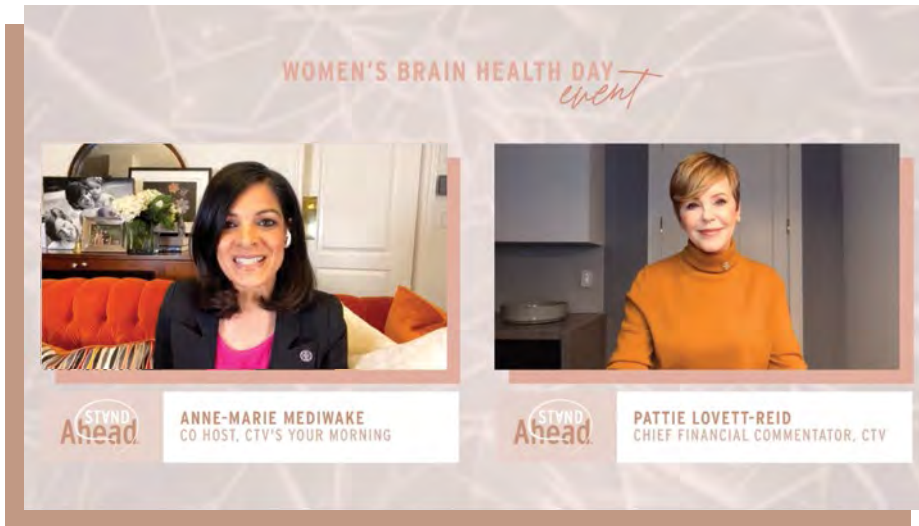 WOMEN'S BRAIN HEALTH DAY
event
STAND
Ahead
ANNE-MARIE MEDIWAKE
CO HOST, CTV'S YOUR MORNING
STAND
Ahead
PATTIE LOVETT-REID
CHIEF FINANCIAL COMMENTATOR, CTV